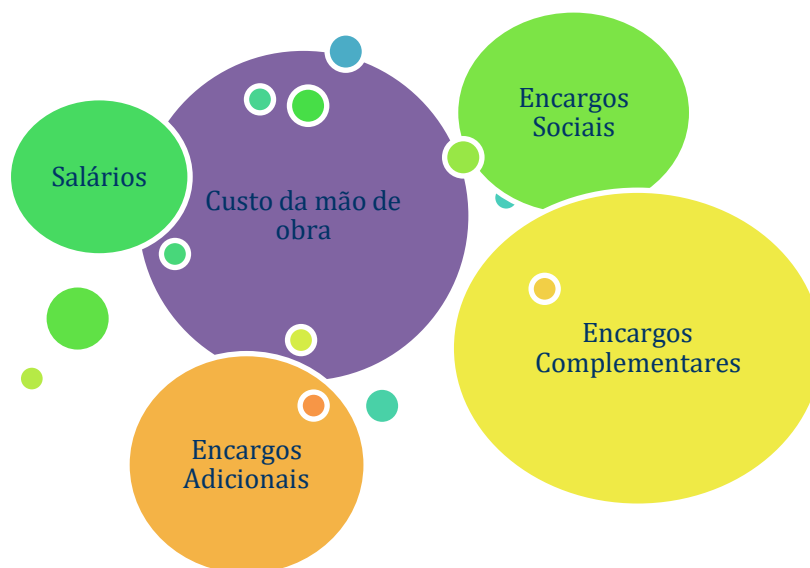 Encargos
Sociais
Salários
Custo da mão de
obra
Encargos
Complementares
Encargos
Adicionais